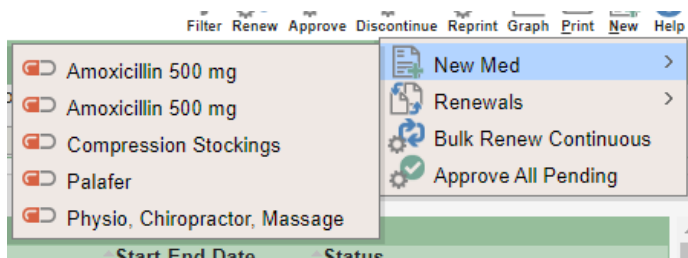 Filter Renew Approve Discontinue Reprint Graph Print New Help
Amoxicillin 500 mg
Amoxicillin 500 mg
Compression Stockings
Palafer
Physio, Chiropractor, Massage
New Med
Renewals
Bulk Renew Continuous
Approve All Pending
Start End Date Status